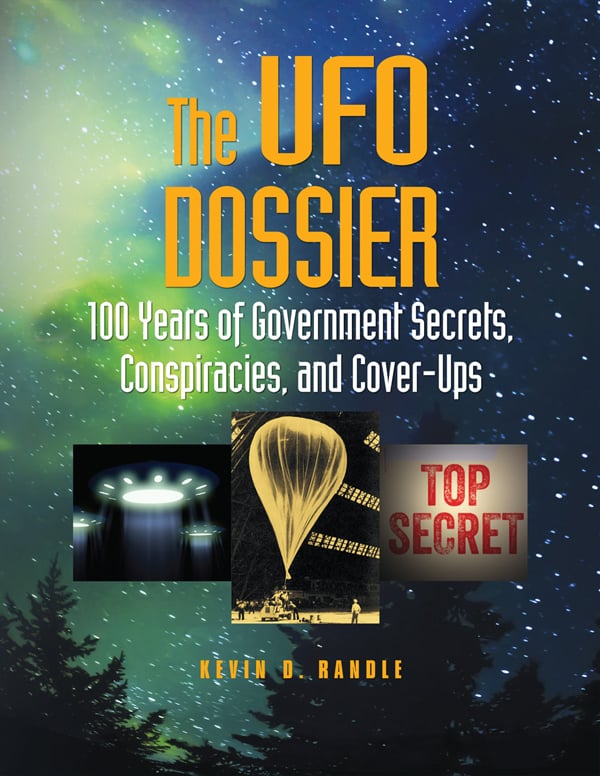 The UFO
DOSSIER
100 Years of Government Secrets,
Conspiracies, and Cover-Ups
TOP
SECRET
KEVIN D. RANDLE